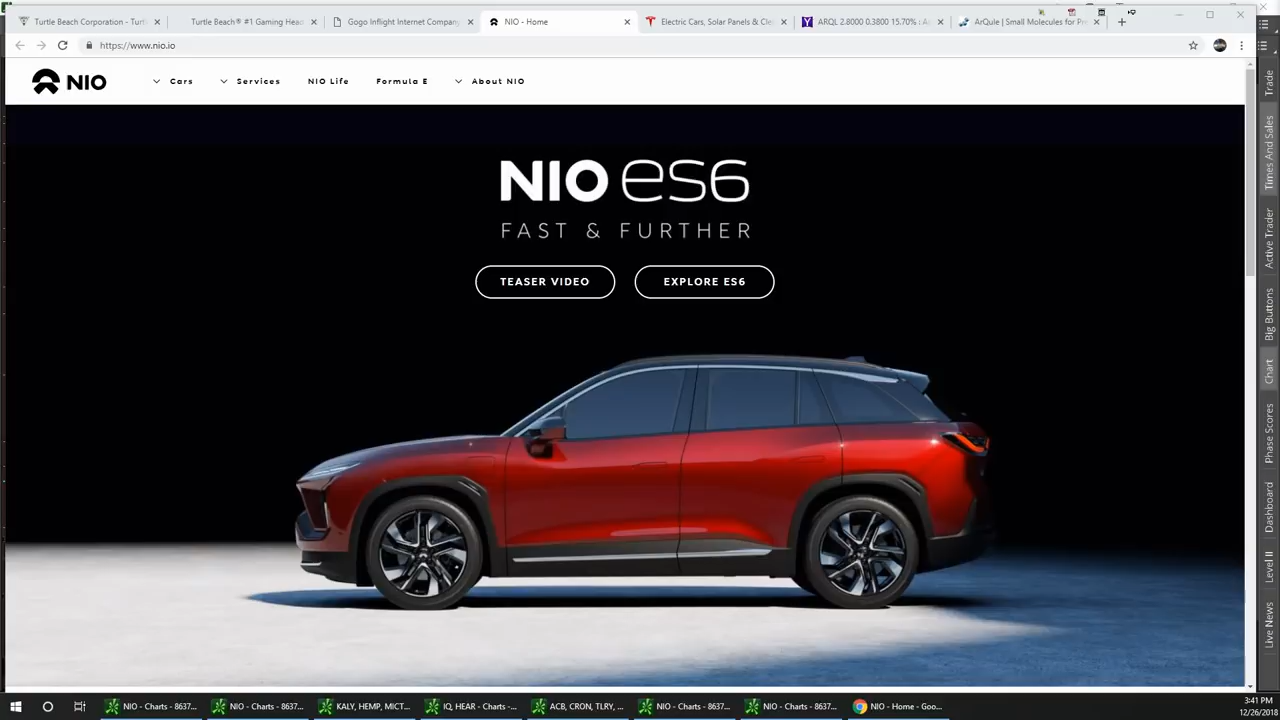 Turtle Beach Corporation - Turt
Turtle Beach® #1 Gaming Hea
Gogo Inflight Internet Company
NIO - Home
Electric Cars, Solar Panels & Cle
ARQL 2.8000 0.3800 15.70% : A
ArQule | Small Molecules for Pr
https://www.nio.io
NIO
Cars
Services
NIO Life
Formula E
About NIO
NIO es6
FAST & FURTHER
TEASER VIDEO
EXPLORE ES6
Trade
Times And Sales
Active Trader
Big Buttons
Chart
Phase Scores
Dashboard
Level II
Live News
NIO - Charts - 8637...
NIO - Charts - 8637...
KALY, HEMP, MICT...
IQ, HEAR - Charts -...
ACB, CRON, TLRY, ...
NIO - Charts - 8637...
NIO - Charts - 8637...
NIO - Home - Goo...
3:41 PM
12/26/2018